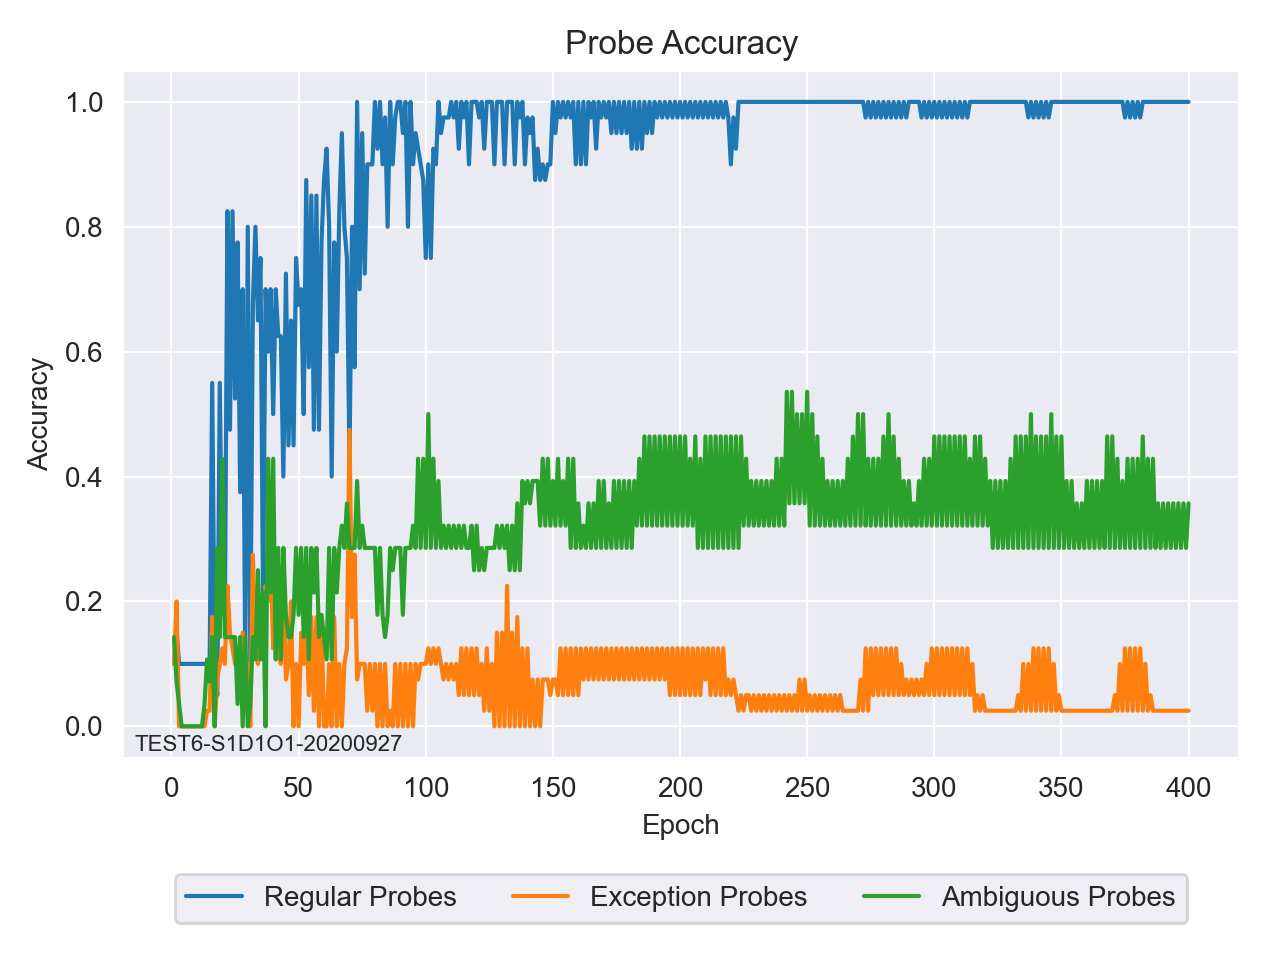 Probe Accuracy
1.0
0.8
0.6
0.4
0.2
0.0
Accuracy
TEST6-S1D1O1-20200927
0 50 100 150 200 250 300 350 400
Epoch
Regular Probes Exception Probes Ambiguous Probes